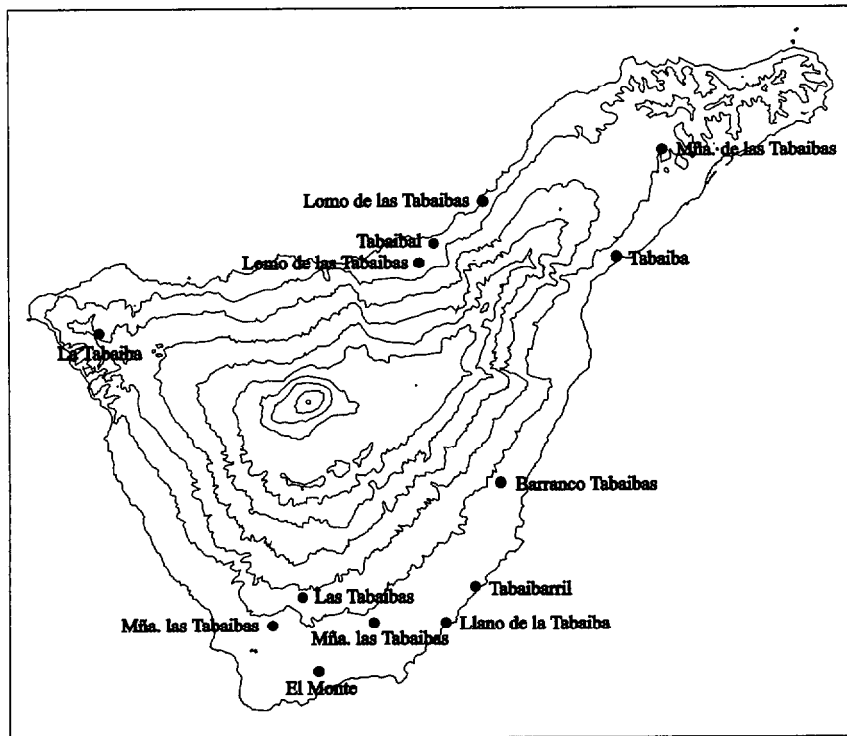 Mña. de las Tabaibas
Lomo de las Tabaibas
Tabaibal
Lomo de las Tabaibas
Tabaiba
La Tabaiba
Barranco Tabaibas
Tabaibarril
Las Tabaibas
Mña. las Tabaibas
Mña. las Tabaibas
Llano de la Tabaiba
El Monte